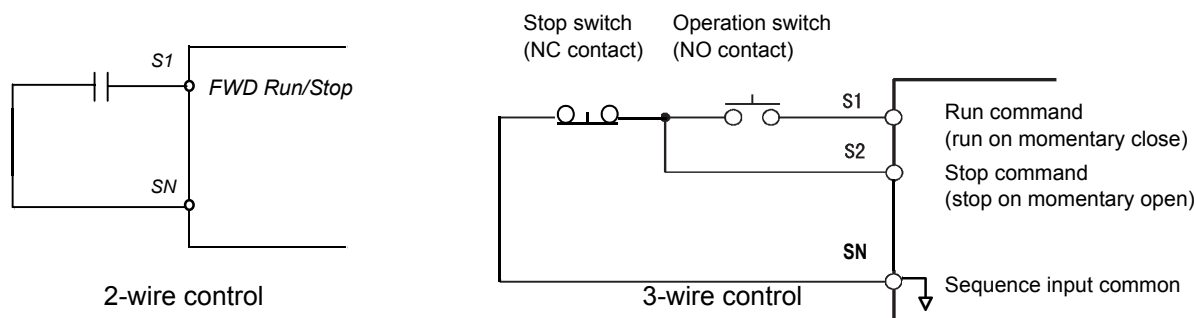 S1
FWD Run/Stop
SN
2-wire control
Stop switch
(NC contact)
Operation switch
(NO contact)
S1
Run command
(run on momentary close)
S2
Stop command
(stop on momentary open)
SN
Sequence input common
3-wire control